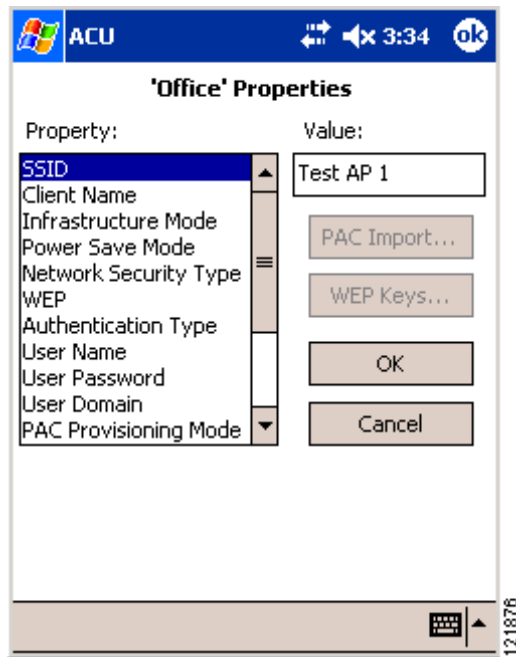 ACU 3:34 ok
'Office' Properties
Property: Value:
SSID
Client Name
Infrastructure Mode
Power Save Mode
Network Security Type
WEP
Authentication Type
User Name
User Password
User Domain
PAC Provisioning Mode
Test AP 1
PAC Import...
WEP Keys...
OK
Cancel
121876